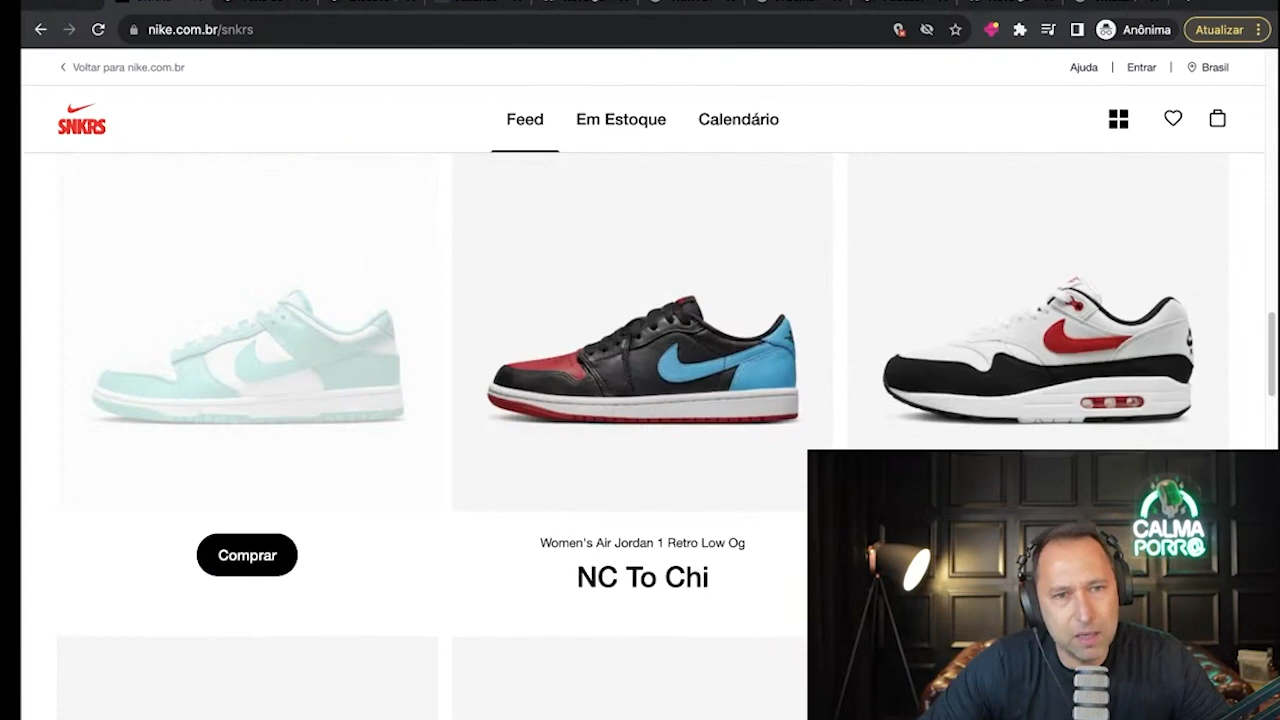 nike.com.br/snkrs
Anônima
Atualizar
Voltar para nike.com.br
Ajuda
Entrar
Brasil
SNKRS
Feed
Em Estoque
Calendário
Comprar
Women's Air Jordan 1 Retro Low Og
NC To Chi
CALMA
PORR@